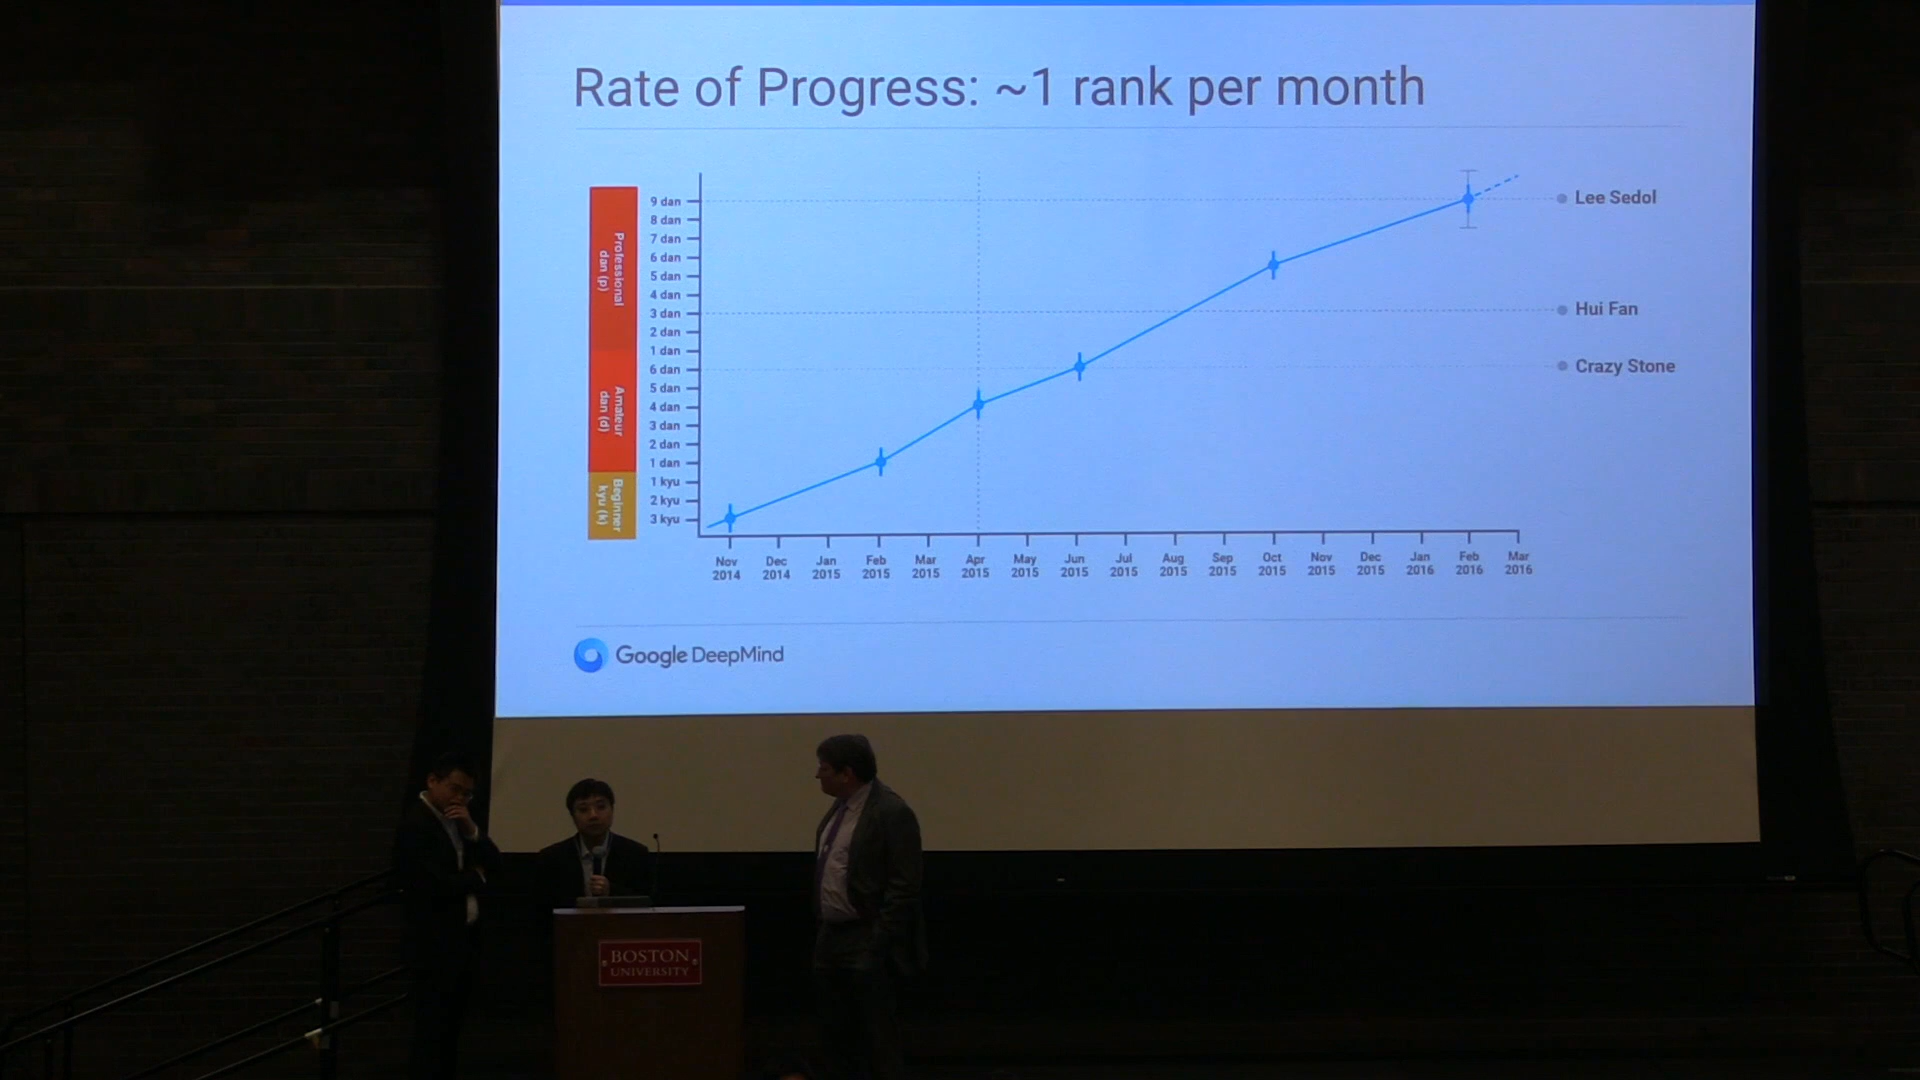 Rate of Progress: ~1 rank per month
Professional
dan (p)
Amateur
dan (d)
Beginner
kyu (k)
9 dan
8 dan
7 dan
6 dan
5 dan
4 dan
3 dan
2 dan
1 dan
6 dan
5 dan
4 dan
3 dan
2 dan
1 dan
1 kyu
2 kyu
3 kyu
Lee Sedol
Hui Fan
Crazy Stone
Nov Dec Jan Feb Mar Apr May Jun Jul Aug Sep Oct Nov Dec Jan Feb Mar
2014 2014 2015 2015 2015 2015 2015 2015 2015 2015 2015 2015 2015 2015 2016 2016 2016
Google DeepMind
BOSTON
UNIVERSITY